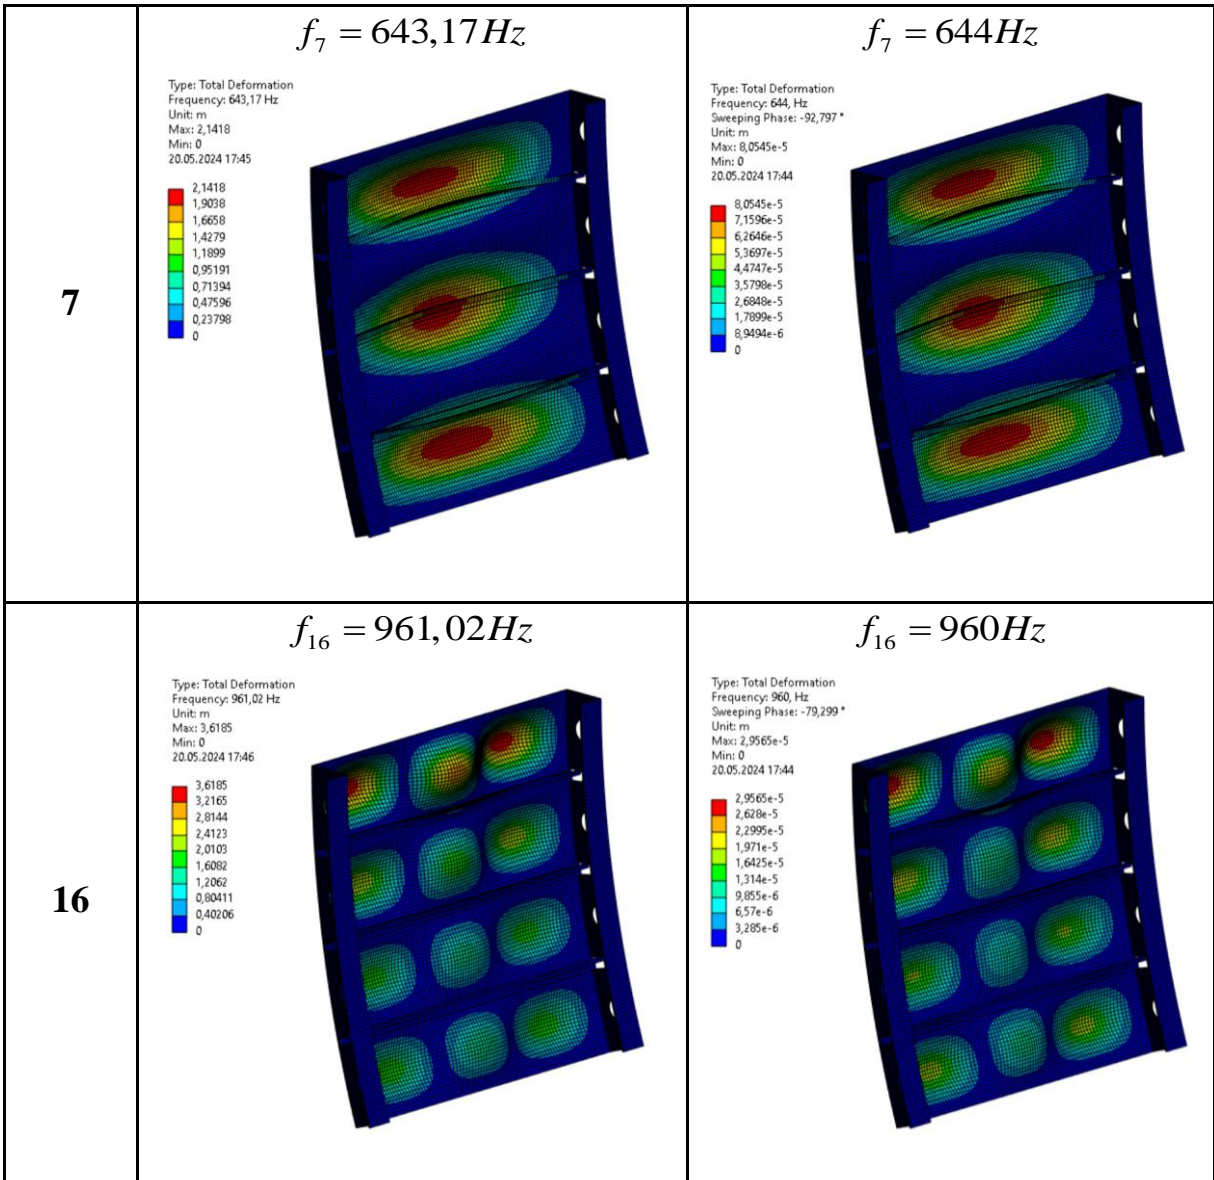 7
f₇ = 643,17Hz
Type: Total Deformation
Frequency: 643,17 Hz
Unit: m
Max: 2,1418
Min: 0
20.05.2024 17:45
2,1418
1,9038
1,6658
1,4279
1,1899
0,95191
0,71394
0,47596
0,23798
0
f₇ = 644Hz
Type: Total Deformation
Frequency: 644, Hz
Sweeping Phase: -92,797 °
Unit: m
Max: 8,0545e-5
Min: 0
20.05.2024 17:44
8,0545e-5
7,1596e-5
6,2646e-5
5,3697e-5
4,4747e-5
3,5798e-5
2,6848e-5
1,7899e-5
8,9494e-6
0
16
f₁₆ = 961,02Hz
Type: Total Deformation
Frequency: 961,02 Hz
Unit: m
Max: 3,6185
Min: 0
20.05.2024 17:46
3,6185
3,2165
2,8144
2,4123
2,0103
1,6082
1,2062
0,80411
0,40206
0
f₁₆ = 960Hz
Type: Total Deformation
Frequency: 960, Hz
Sweeping Phase: -79,299 °
Unit: m
Max: 2,9565e-5
Min: 0
20.05.2024 17:44
2,9565e-5
2,628e-5
2,2995e-5
1,971e-5
1,6425e-5
1,314e-5
9,855e-6
6,57e-6
3,285e-6
0